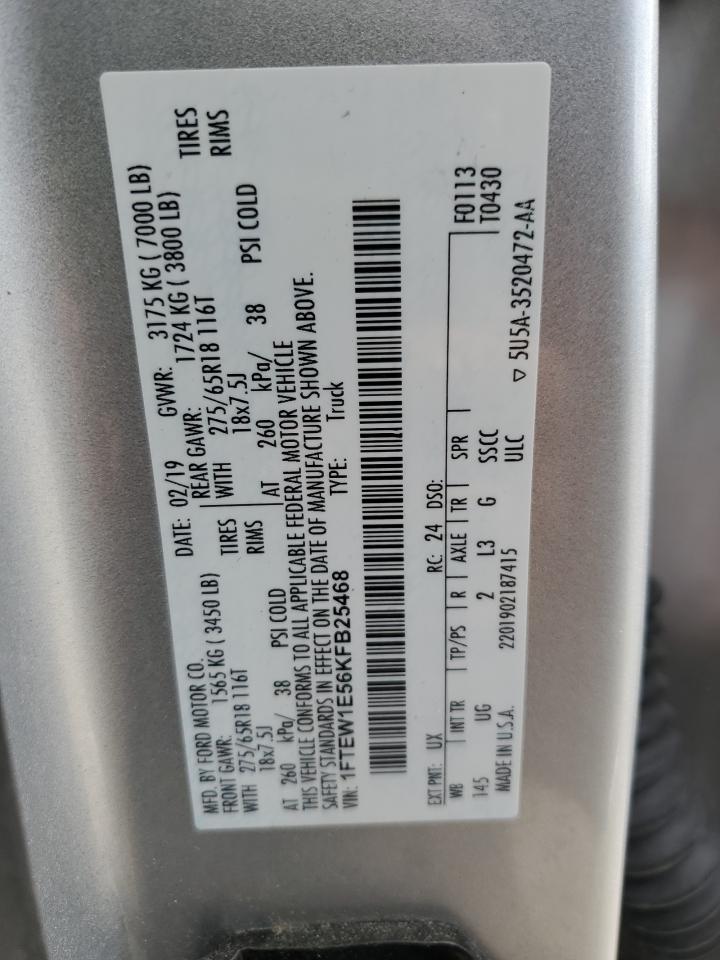 MFD. BY FORD MOTOR CO.
DATE: 02/19 GVWR: 3175 KG ( 7000 LB)
FRONT GAWR: 1565 KG ( 3450 LB) REAR GAWR: 1724 KG ( 3800 LB)
WITH 275/65R18 116T TIRES WITH 275/65R18 116T TIRES
18x7.5J RIMS 18x7.5J RIMS
AT 260 kPa/ 38 PSI COLD AT 260 kPa/ 38 PSI COLD
THIS VEHICLE CONFORMS TO ALL APPLICABLE FEDERAL MOTOR VEHICLE
SAFETY STANDARDS IN EFFECT ON THE DATE OF MANUFACTURE SHOWN ABOVE.
VIN: 1FTEW1E56KFB25468 TYPE: Truck
EXT PNT: UX RC: 24 DSO: F0113
WB INT TR TP/PS R AXLE TR SPR T0430
145 UG 2 L3 G SSCC
MADE IN U.S.A. 2201902187415 ULC ▽ 5U5A-3520472-AA